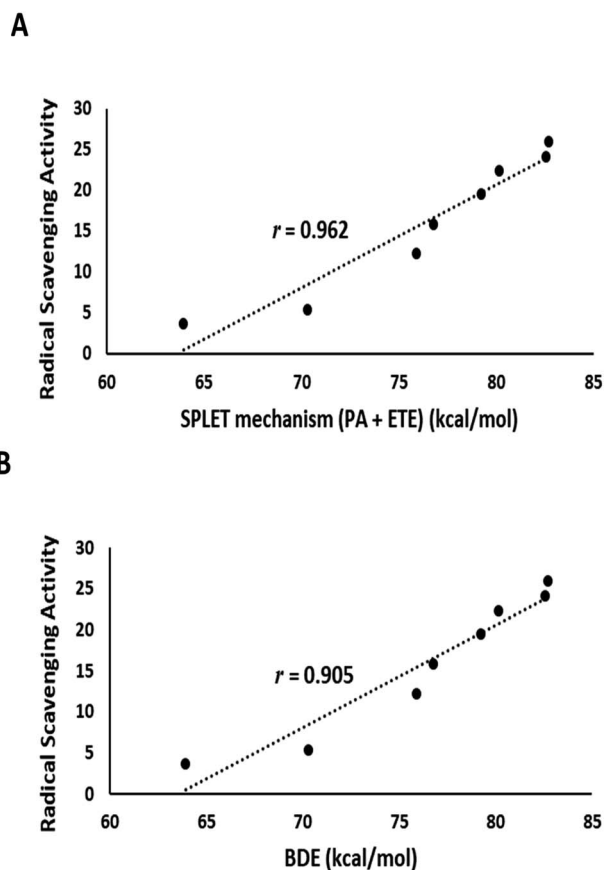 A
Radical Scavenging Activity
30
25
20
15
10
5
0
r = 0.962
60 65 70 75 80 85
SPLET mechanism (PA + ETE) (kcal/mol)
B
Radical Scavenging Activity
30
25
20
15
10
5
0
r = 0.905
60 65 70 75 80 85
BDE (kcal/mol)